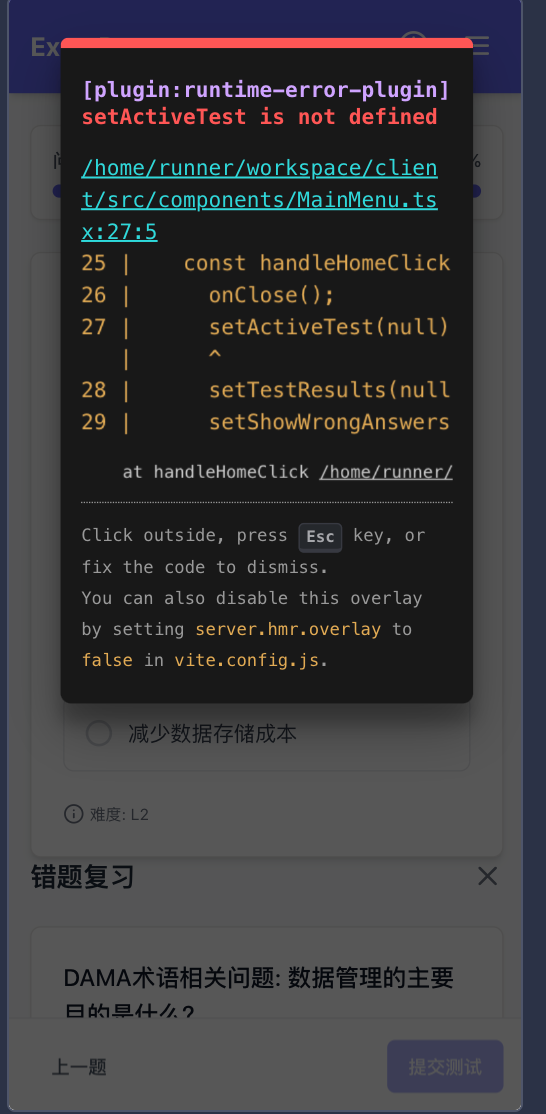 Ex
[plugin:runtime-error-plugin]
setActiveTest is not defined
/home/runner/workspace/clien
t/src/components/MainMenu.ts
x:27:5
25 | const handleHomeClick
26 | onClose();
27 | setActiveTest(null)
| ^
28 | setTestResults(null
29 | setShowWrongAnswers
at handleHomeClick /home/runner/
Click outside, press Esc key, or
fix the code to dismiss.
You can also disable this overlay
by setting server.hmr.overlay to
false in vite.config.js.
%
减少数据存储成本
难度: L2
错题复习
DAMA术语相关问题: 数据管理的主要
目的是什么?
上一题
提交测试